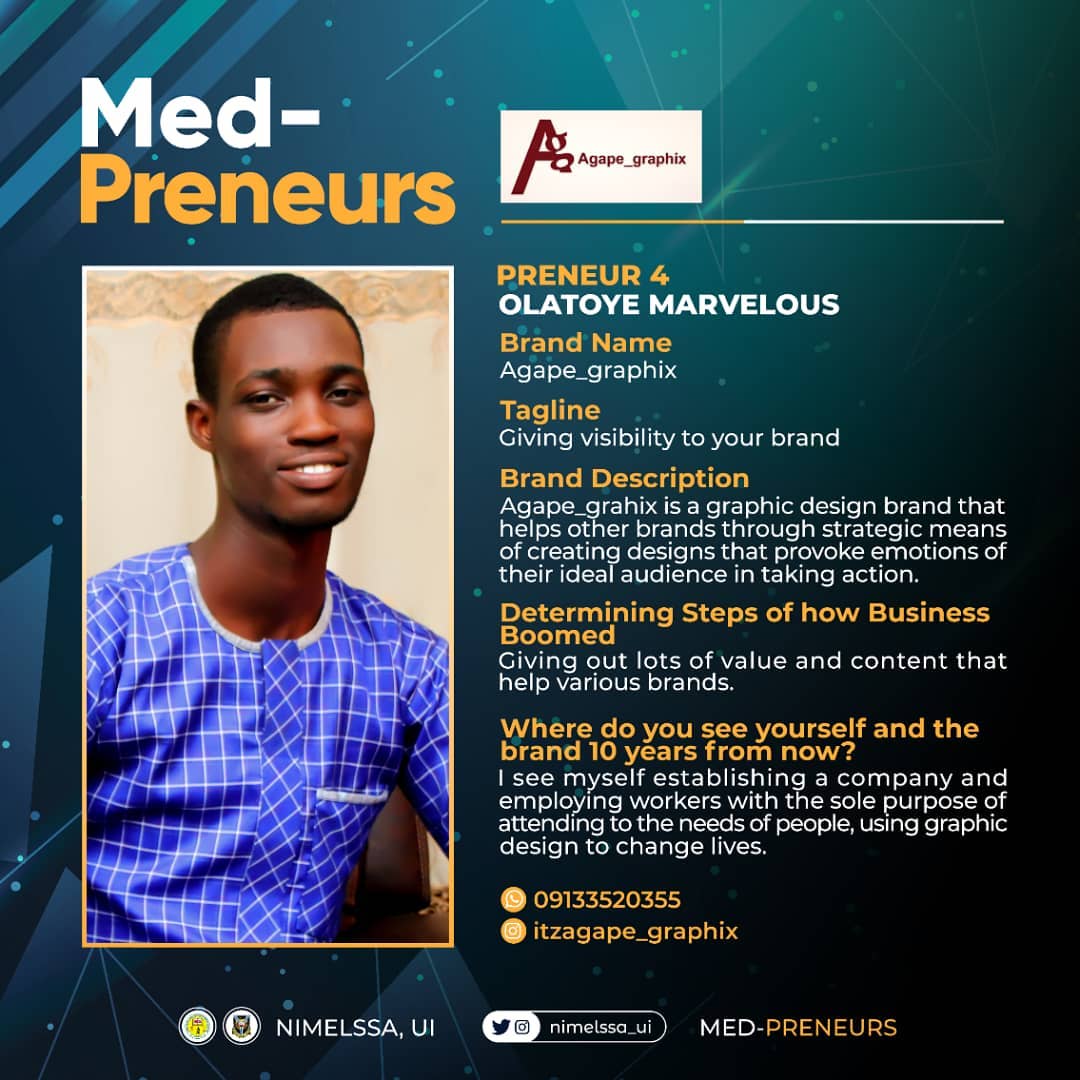 Med-
Preneurs
Ag
Agape_graphix
PRENEUR 4
OLATOYE MARVELOUS
Brand Name
Agape_graphix
Tagline
Giving visibility to your brand
Brand Description
Agape_grahix is a graphic design brand that
helps other brands through strategic means
of creating designs that provoke emotions of
their ideal audience in taking action.
Determining Steps of how Business
Boomed
Giving out lots of value and content that
help various brands.
Where do you see yourself and the
brand 10 years from now?
I see myself establishing a company and
employing workers with the sole purpose of
attending to the needs of people, using graphic
design to change lives.
09133520355
itzagape_graphix
NIMELSSA, UI
nimelssa_ui
MED-PRENEURS